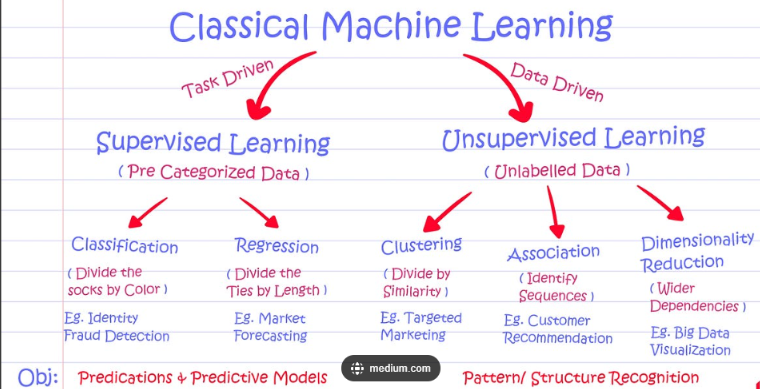 Classical Machine Learning
Task Driven
Data Driven
Supervised Learning
( Pre Categorized Data )
Unsupervised Learning
( Unlabelled Data )
Classification
( Divide the
socks by Color )
Eg. Identity
Fraud Detection
Regression
( Divide the
Ties by Length )
Eg. Market
Forecasting
Clustering
( Divide by
Similarity )
Eg. Targeted
Marketing
Association
( Identify
Sequences )
Eg. Customer
Recommendation
Dimensionality
Reduction
( Wider
Dependencies )
Eg. Big Data
Visualization
Obj: Predications & Predictive Models
Pattern/ Structure Recognition
medium.com